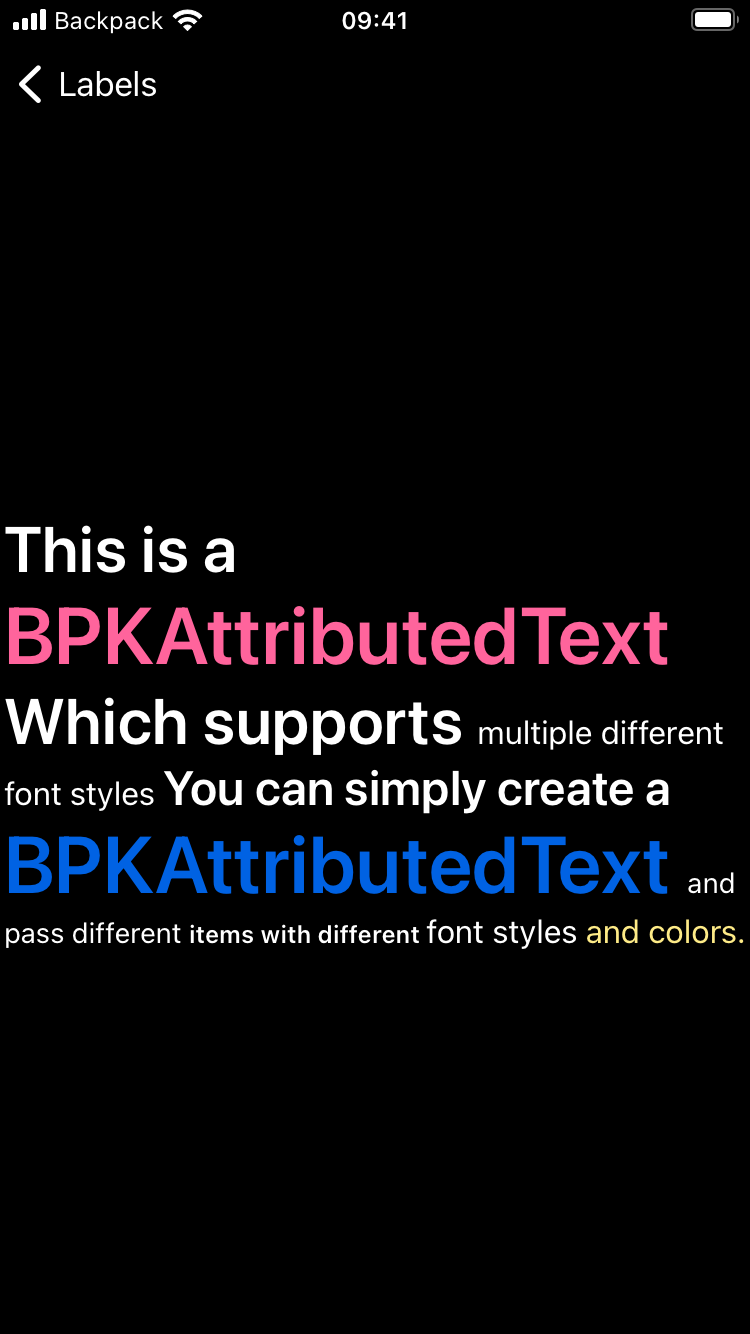 Backpack 09:41
Labels
This is a
BPKAttributedText
Which supports multiple different
font styles You can simply create a
BPKAttributedText and
pass different items with different font styles and colors.